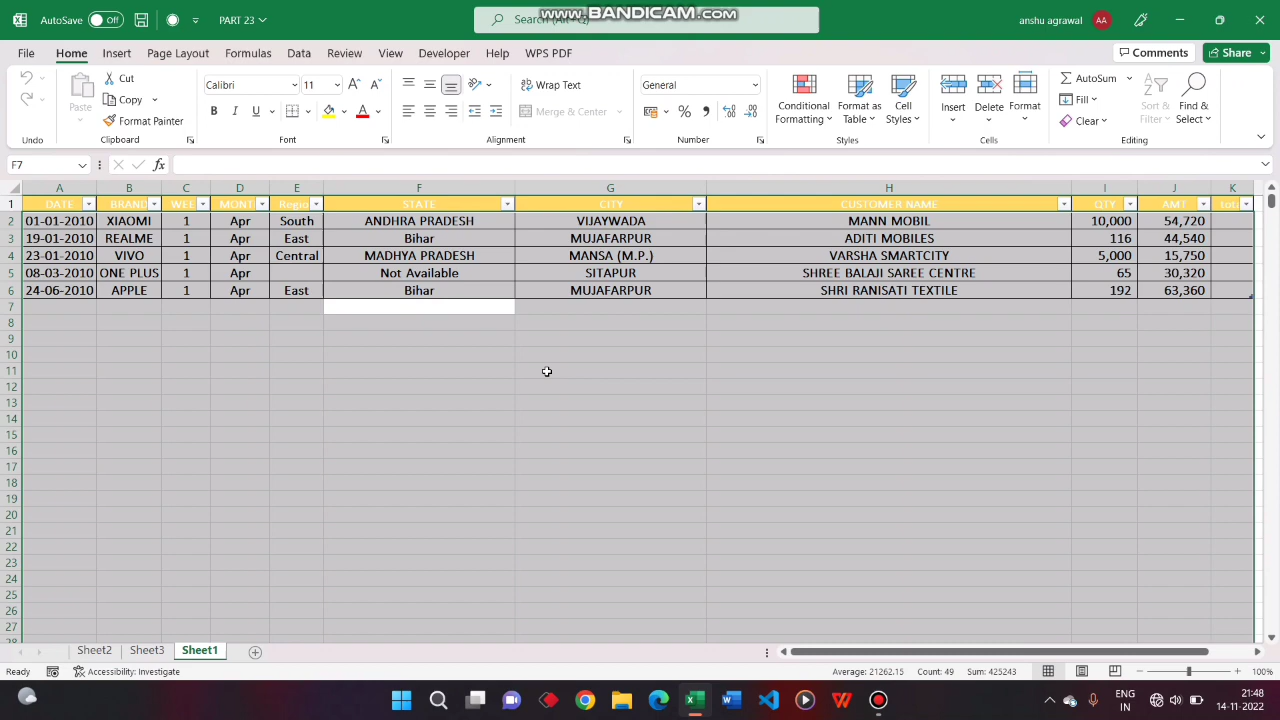 AutoSave Off PART 23 Search (Alt+Q) www.BANDICAM.com anshu agrawal AA
File Home Insert Page Layout Formulas Data Review View Developer Help WPS PDF Comments Share
Paste Cut Copy Format Painter Calibri 11 B I U A Wrap Text Merge & Center General % Conditional Formatting Format as Table Cell Styles Insert Delete Format AutoSum Fill Clear Sort & Filter Find & Select
Undo Clipboard Font Alignment Number Styles Cells Editing
F7 fx
A B C D E F G H I J K
1 DATE BRAND WEE MONT Regio STATE CITY CUSTOMER NAME QTY AMT tot
2 01-01-2010 XIAOMI 1 Apr South ANDHRA PRADESH VIJAYWADA MANN MOBIL 10,000 54,720
3 19-01-2010 REALME 1 Apr East Bihar MUJAFARPUR ADITI MOBILES 116 44,540
4 23-01-2010 VIVO 1 Apr Central MADHYA PRADESH MANSA (M.P.) VARSHA SMARTCITY 5,000 15,750
5 08-03-2010 ONE PLUS 1 Apr Not Available SITAPUR SHREE BALAJI SAREE CENTRE 65 30,320
6 24-06-2010 APPLE 1 Apr East Bihar MUJAFARPUR SHRI RANISATI TEXTILE 192 63,360
7
8
9
10
11
12
13
14
15
16
17
18
19
20
21
22
23
24
25
26
27
28
Sheet2 Sheet3 Sheet1
Ready Accessibility: Investigate Average: 21262.15 Count: 49 Sum: 425243 100%
ENG 21:48
IN 14-11-2022